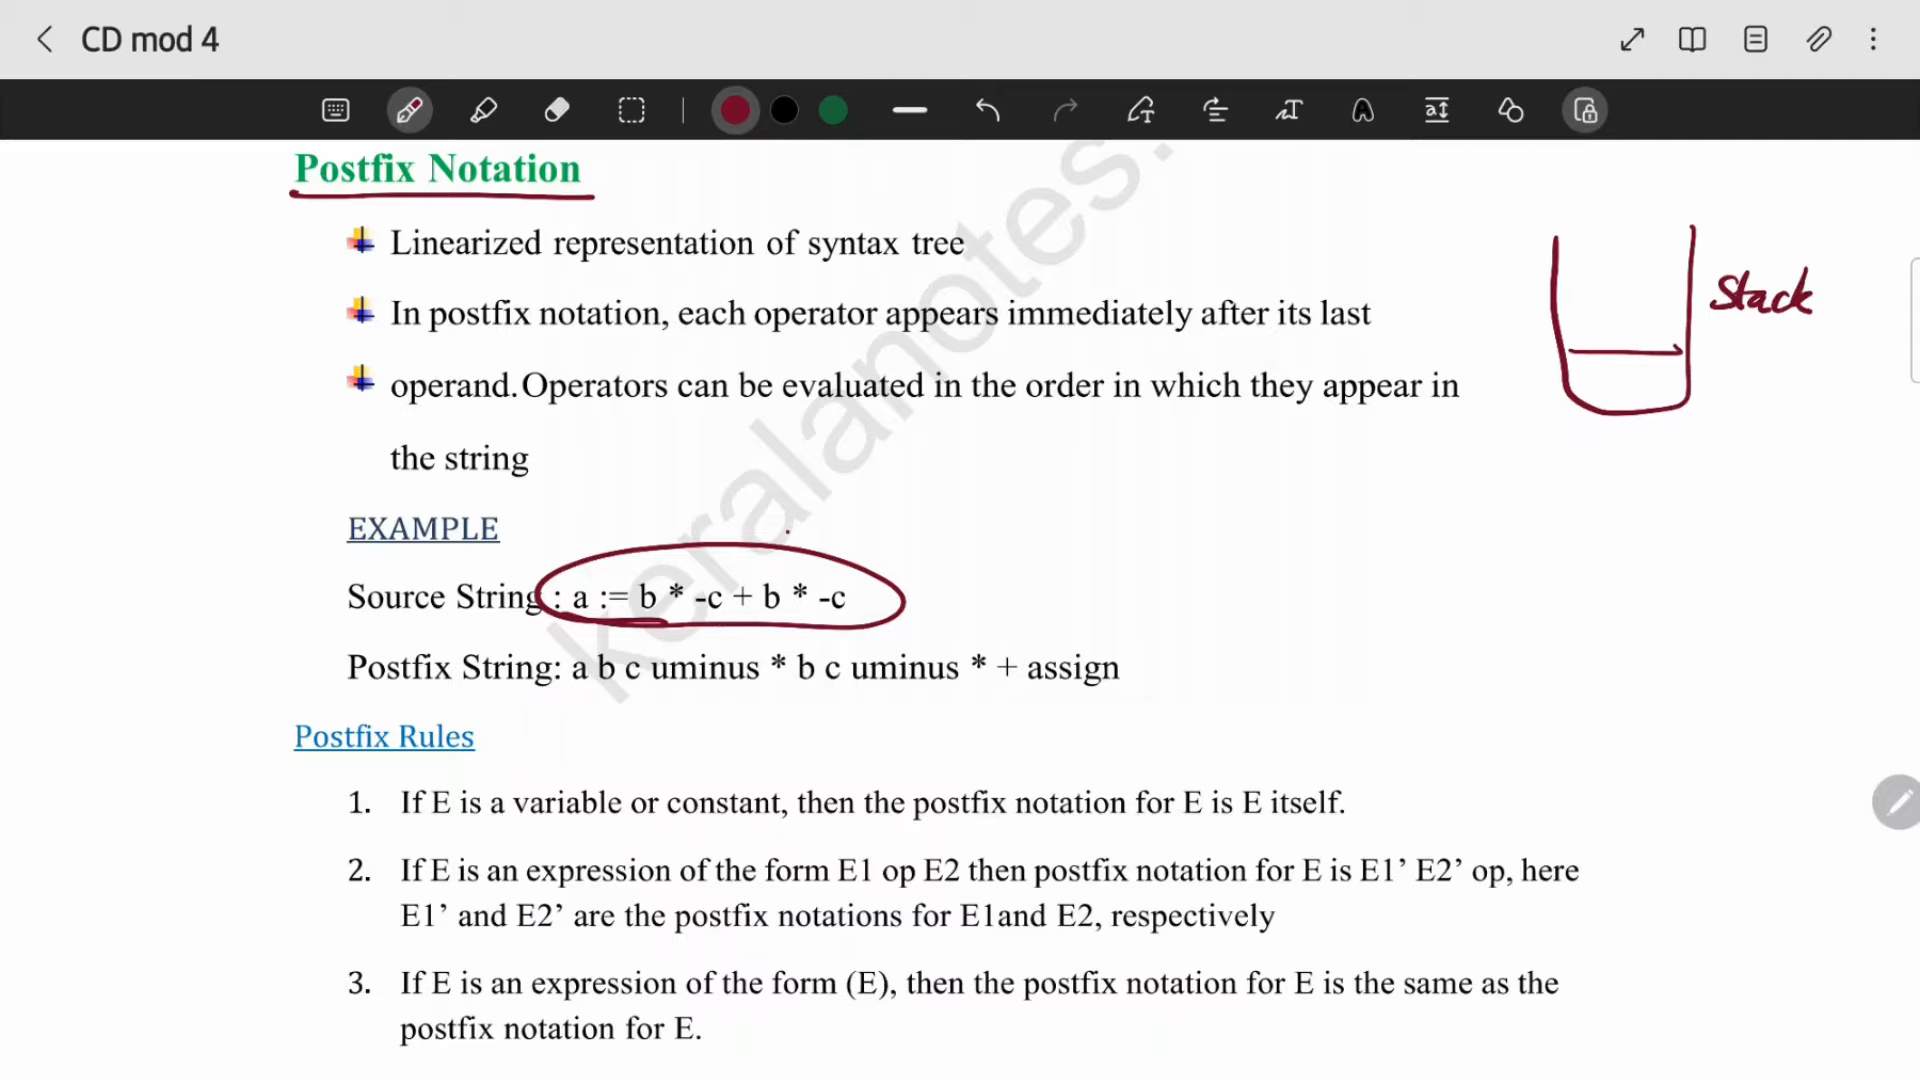 CD mod 4
Postfix Notation
Linearized representation of syntax tree
In postfix notation, each operator appears immediately after its last
operand.Operators can be evaluated in the order in which they appear in
the string
Stack
EXAMPLE
Source String : a := b * -c + b * -c
Postfix String: a b c uminus * b c uminus * + assign
Postfix Rules
1. If E is a variable or constant, then the postfix notation for E is E itself.
2. If E is an expression of the form E1 op E2 then postfix notation for E is E1’ E2’ op, here
E1’ and E2’ are the postfix notations for E1and E2, respectively
3. If E is an expression of the form (E), then the postfix notation for E is the same as the
postfix notation for E.
keralanotes.